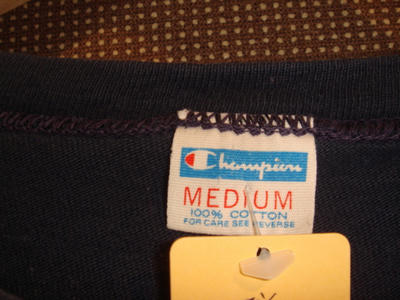 Champion
MEDIUM
100% COTTON
FOR CARE SEE REVERSE